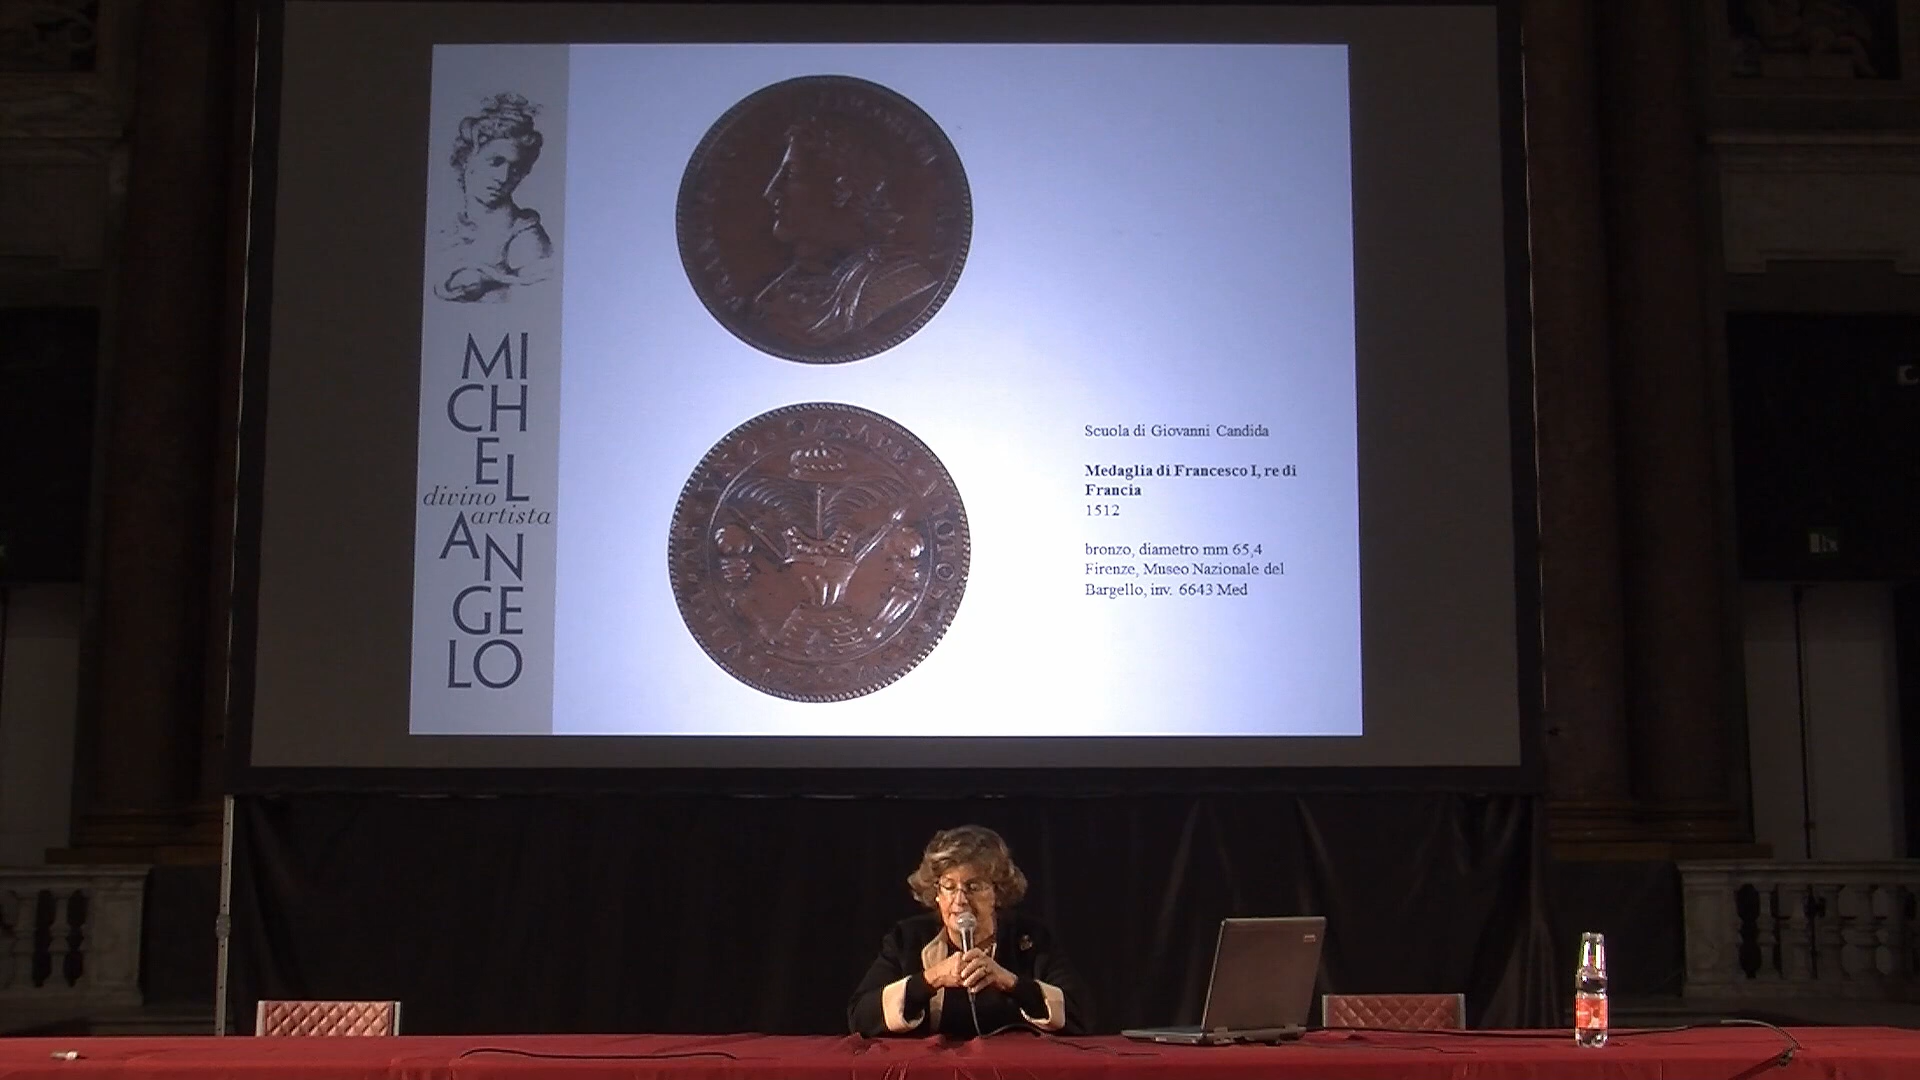 MI
CH
EL
divino
artista
AN
GE
LO
Scuola di Giovanni Candida
Medaglia di Francesco I, re di
Francia
1512
bronzo, diametro mm 65,4
Firenze, Museo Nazionale del
Bargello, inv. 6643 Med